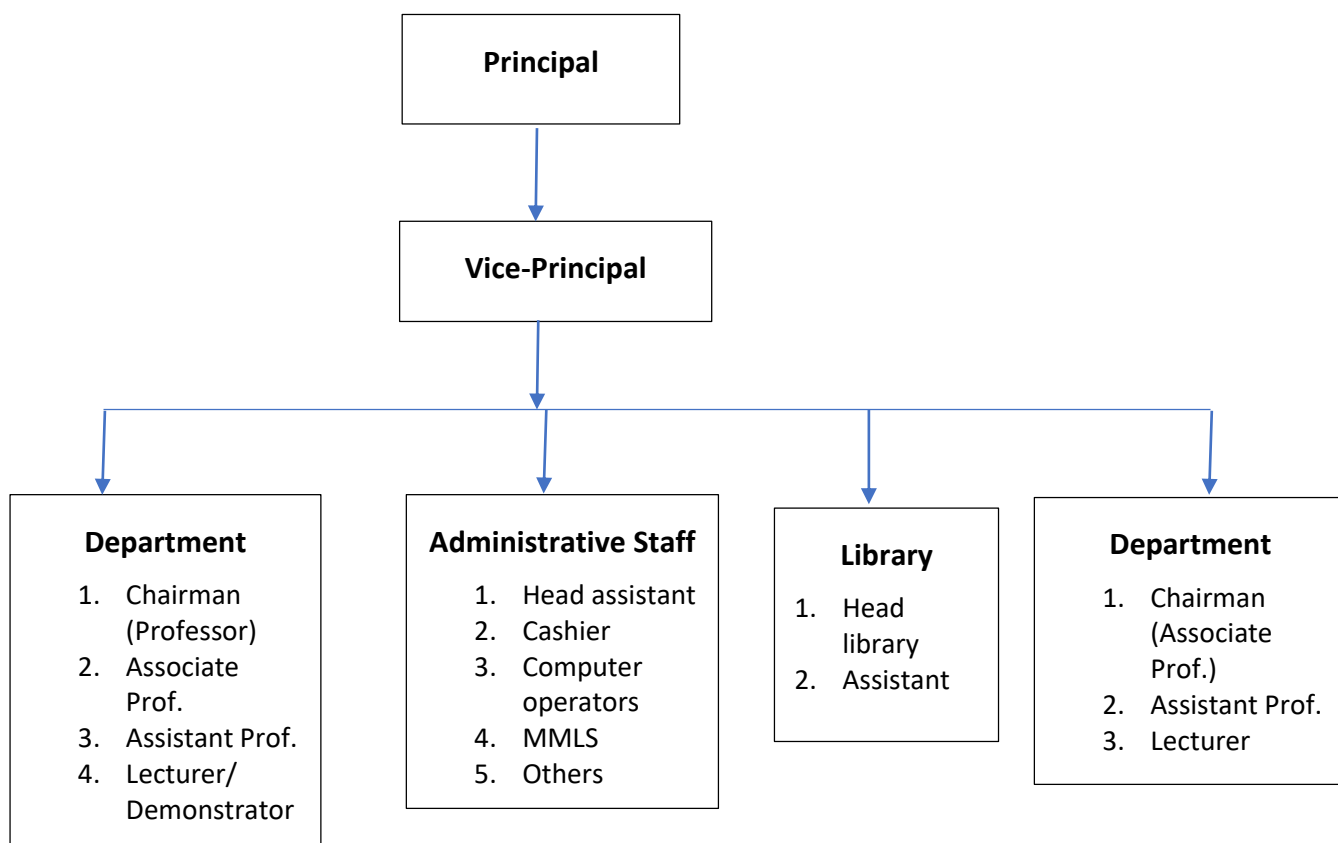 Principal
Vice-Principal
Department
1. Chairman
(Professor)
2. Associate
Prof.
3. Assistant Prof.
4. Lecturer/
Demonstrator
Administrative Staff
1. Head assistant
2. Cashier
3. Computer
operators
4. MMLS
5. Others
Library
1. Head
library
2. Assistant
Department
1. Chairman
(Associate
Prof.)
2. Assistant Prof.
3. Lecturer